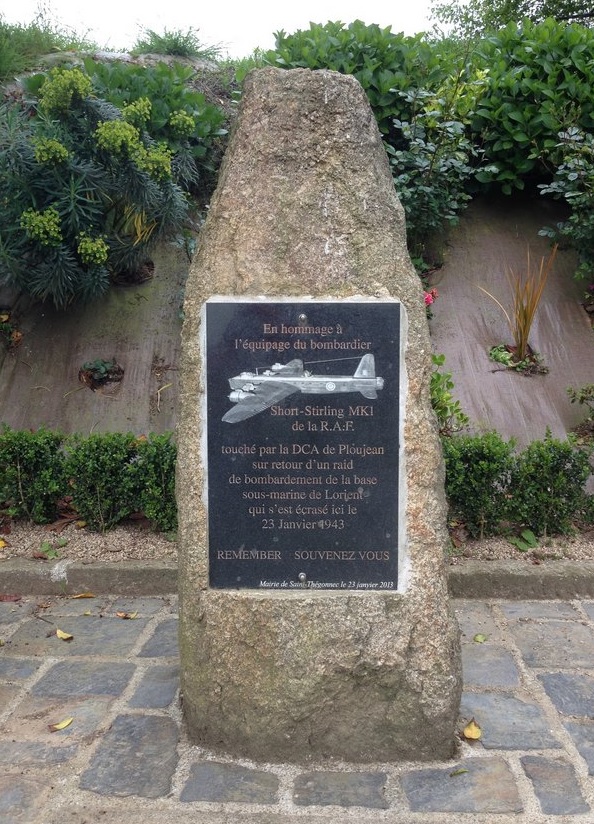 En hommage à
l'équipage du bombardier
Short-Stirling MK1
de la R.A.F.
touché par la DCA de Ploujean
sur retour d'un raid
de bombardement de la base
sous-marine de Lorient
qui s'est écrasé ici le
23 Janvier 1943
REMEMBER SOUVENEZ VOUS
Mairie de Saint-Thégonnec le 23 janvier 2013